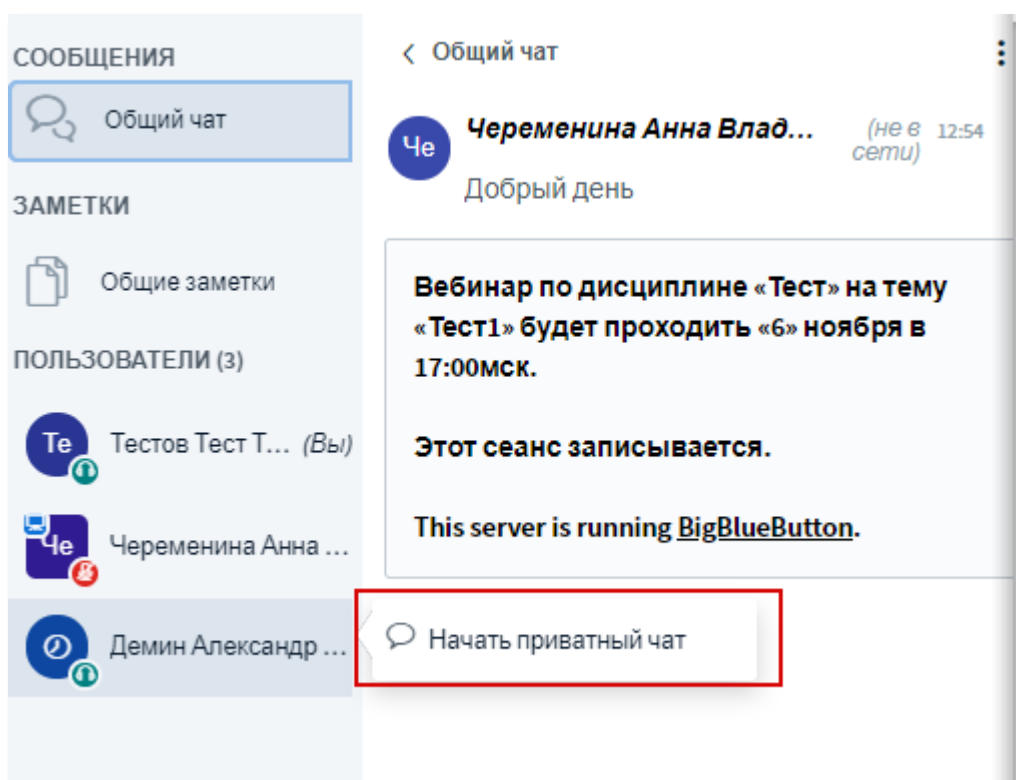 СООБЩЕНИЯ
Общий чат
ЗАМЕТКИ
Общие заметки
ПОЛЬЗОВАТЕЛИ (3)
Те
Тестов Тест Т... (Вы)
Че
Череменина Анна ...
Демин Александр ...
Общий чат
Че
Череменина Анна Влад... (не в сети) 12:54
Добрый день
Вебинар по дисциплине «Тест» на тему
«Тест1» будет проходить «6» ноября в
17:00мск.
Этот сеанс записывается.
This server is running BigBlueButton.
Начать приватный чат